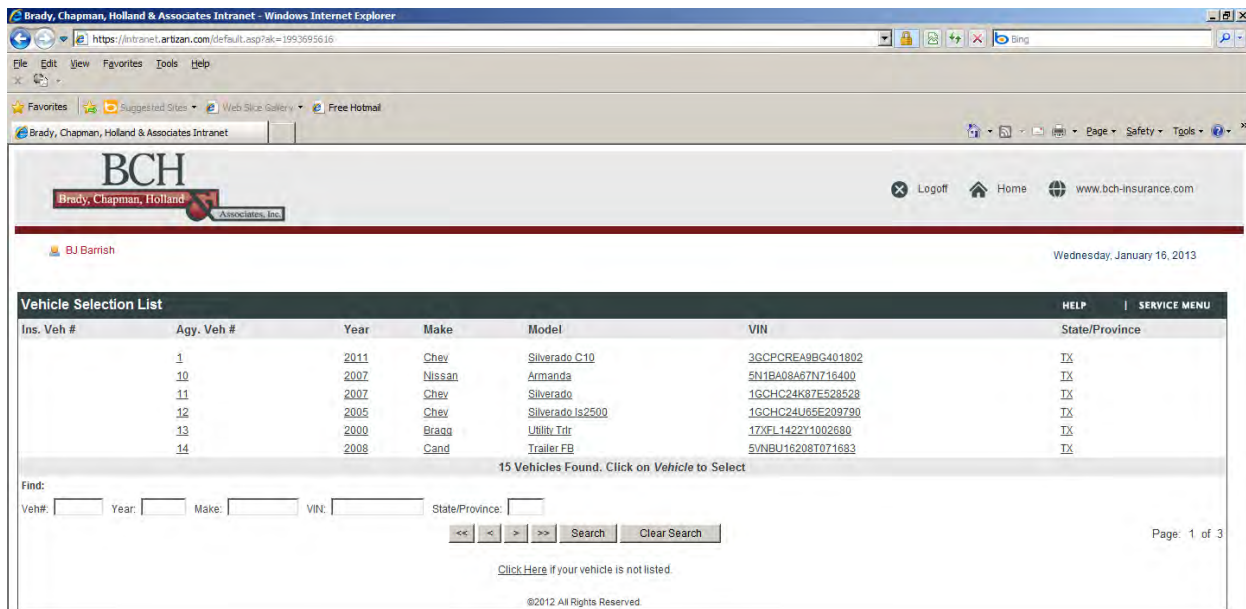 Brady, Chapman, Holland & Associates Intranet - Windows Internet Explorer
https://intranet.artizan.com/default.asp?ak=1993695616
Bing
File Edit View Favorites Tools Help
Favorites Suggested Sites Web Slice Gallery Free Hotmail
Brady, Chapman, Holland & Associates Intranet Page Safety Tools
BCH
Brady, Chapman, Holland &
Associates, Inc.
Logoff Home www.bch-insurance.com
BJ Barrish
Wednesday, January 16, 2013
Vehicle Selection List HELP | SERVICE MENU
Ins. Veh # Agy. Veh # Year Make Model VIN State/Province
1 2011 Chev Silverado C10 3GCPCREA9BG401802 TX
10 2007 Nissan Armanda 5N1BA08A67N716400 TX
11 2007 Chev Silverado 1GCHC24K87E528528 TX
12 2005 Chev Silverado ls2500 1GCHC24U65E209790 TX
13 2000 Bragg Utility Trlr 17XFL1422Y1002680 TX
14 2008 Cand Trailer FB 5VNBU16208T071683 TX
15 Vehicles Found. Click on Vehicle to Select
Find:
Veh#: Year: Make: VIN: State/Province:
<< < > >> Search Clear Search Page: 1 of 3
Click Here if your vehicle is not listed.
©2012 All Rights Reserved.